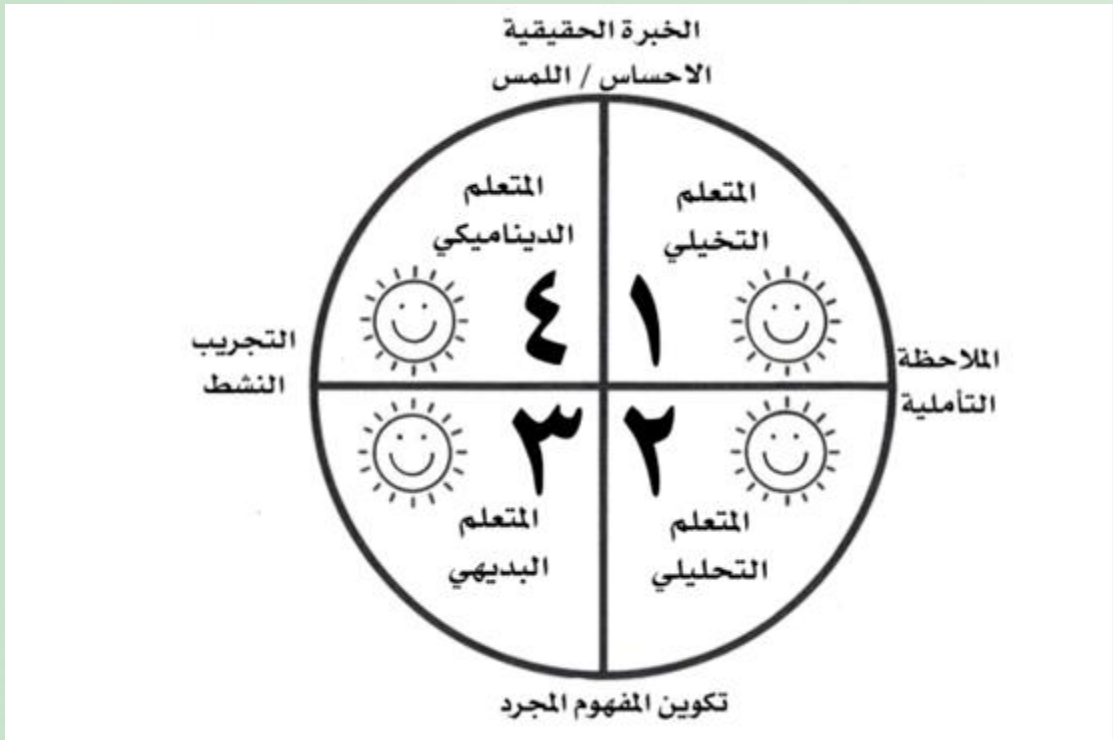 الخبرة الحقيقية
الاحساس / اللمس
المتعلم
التخيلي
١
المتعلم
الديناميكي
٤
الملاحظة
التأملية
التجريب
النشط
٢
المتعلم
التحليلي
٣
المتعلم
البديهي
تكوين المفهوم المجرد